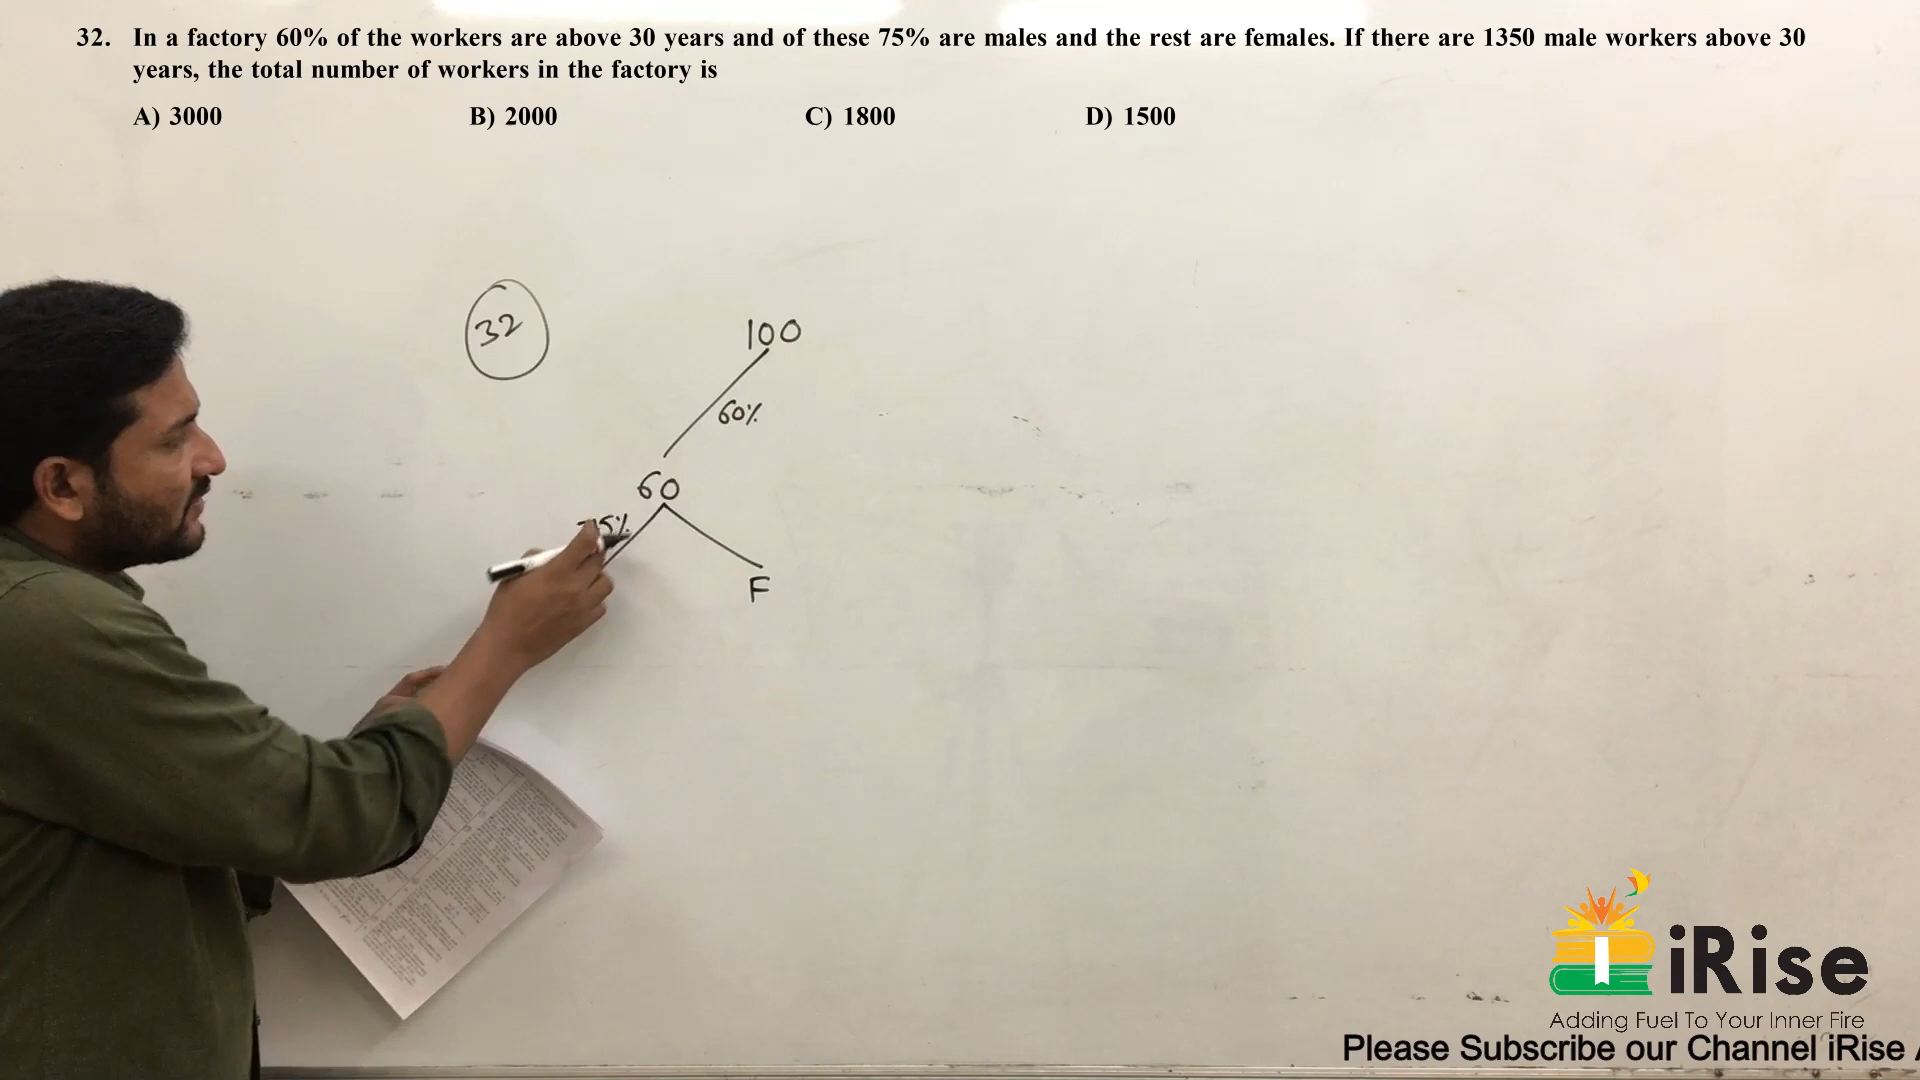 32. In a factory 60% of the workers are above 30 years and of these 75% are males and the rest are females. If there are 1350 male workers above 30
years, the total number of workers in the factory is
A) 3000 B) 2000 C) 1800 D) 1500
32
100
60%
60
75%
F
iRise
Adding Fuel To Your Inner Fire
Please Subscribe our Channel iRise